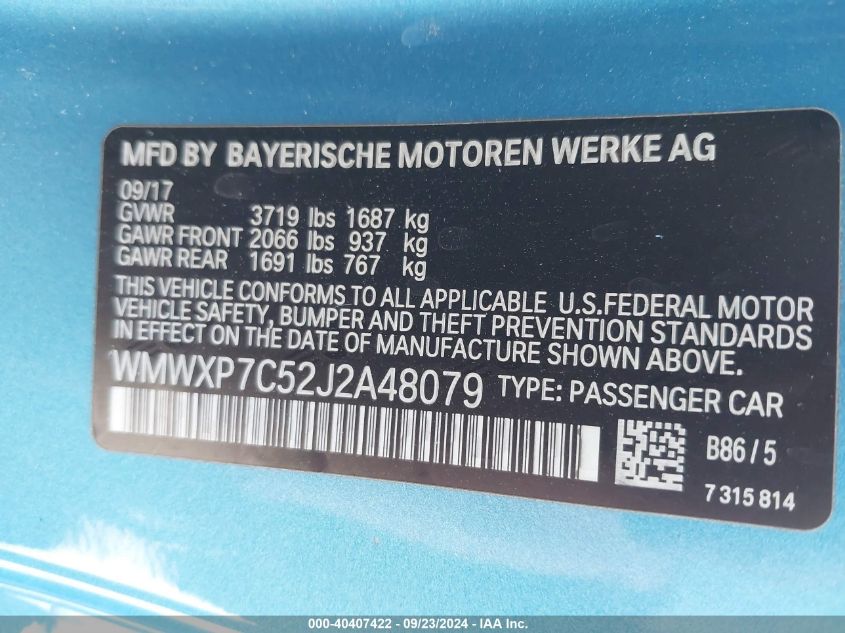 MFD BY BAYERISCHE MOTOREN WERKE AG
09/17
GVWR 3719 lbs 1687 kg
GAWR FRONT 2066 lbs 937 kg
GAWR REAR 1691 lbs 767 kg
THIS VEHICLE CONFORMS TO ALL APPLICABLE U.S.FEDERAL MOTOR
VEHICLE SAFETY, BUMPER AND THEFT PREVENTION STANDARDS
IN EFFECT ON THE DATE OF MANUFACTURE SHOWN ABOVE.
WMWXP7C52J2A48079 TYPE: PASSENGER CAR
B86/5
7 315 814
000-40407422 - 09/23/2024 - IAA Inc.